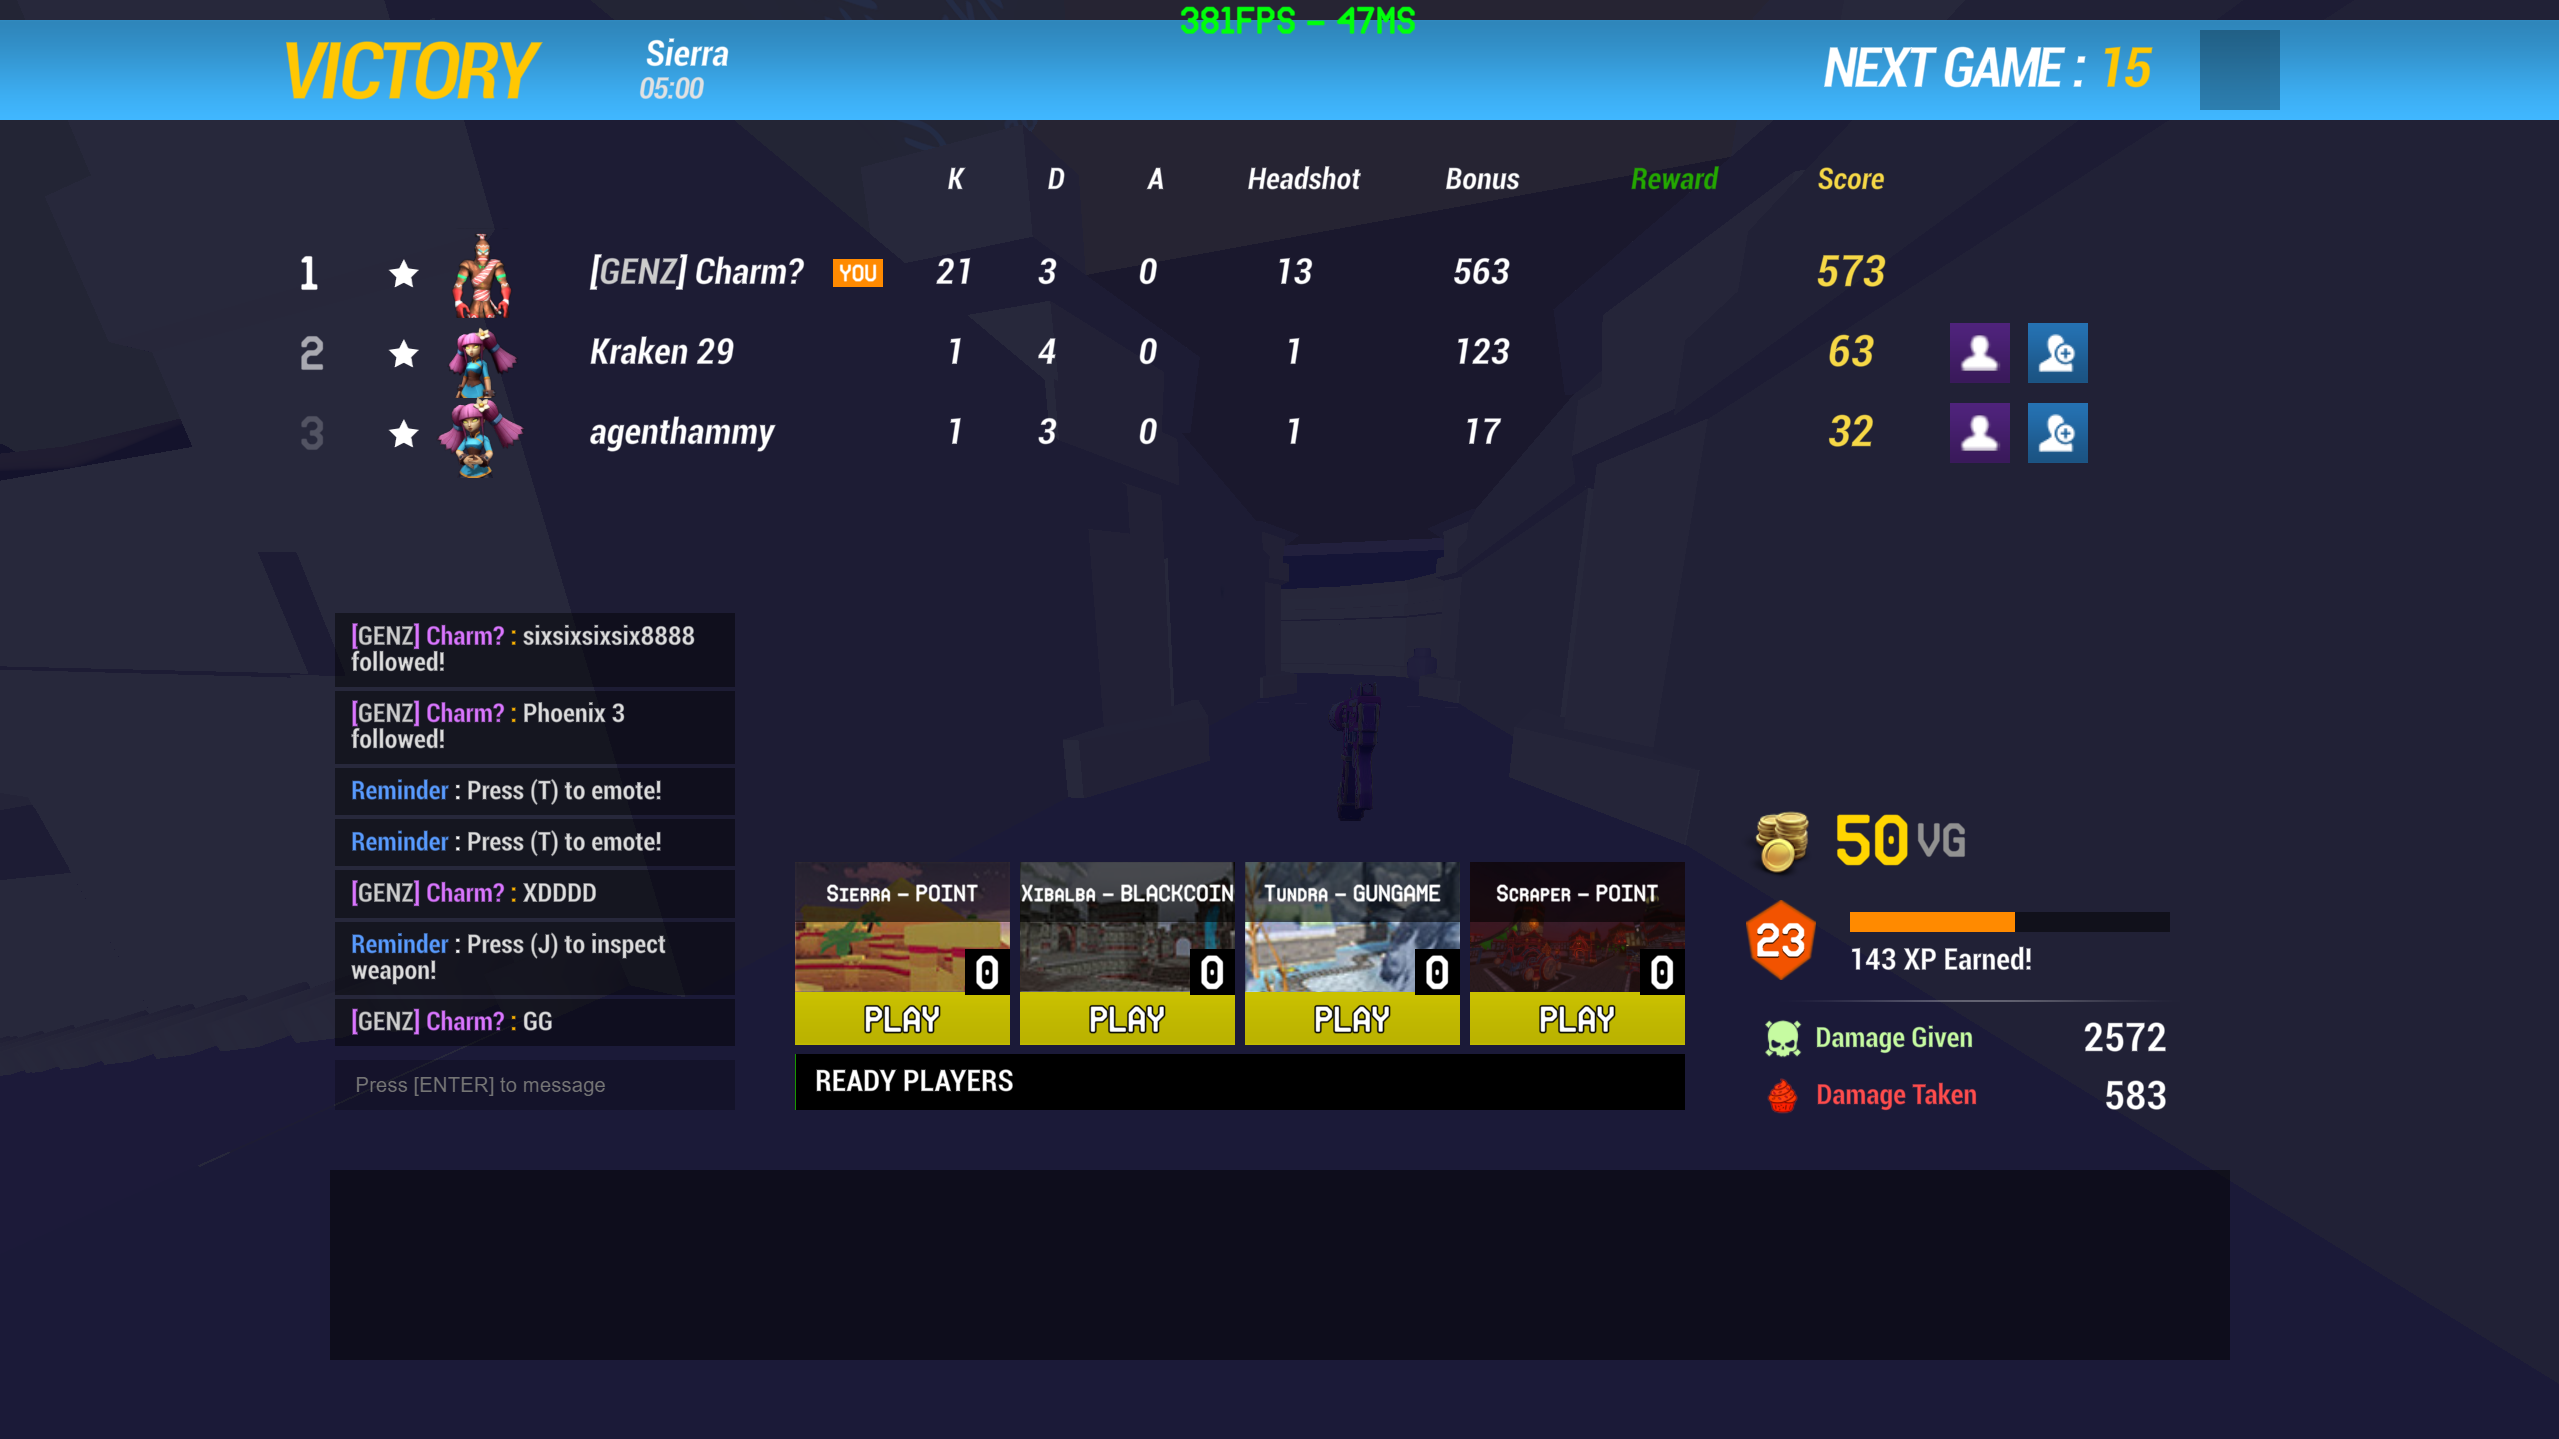 381FPS - 47MS
VICTORY
Sierra
05:00
NEXT GAME : 15
K D A Headshot Bonus Reward Score
1 [GENZ] Charm? YOU 21 3 0 13 563 573
2 Kraken 29 1 4 0 1 123 63
3 agenthammy 1 3 0 1 17 32
[GENZ] Charm? : sixsixsixsix8888
followed!
[GENZ] Charm? : Phoenix 3
followed!
Reminder : Press (T) to emote!
Reminder : Press (T) to emote!
[GENZ] Charm? : XDDDD
Reminder : Press (J) to inspect
weapon!
[GENZ] Charm? : GG
Press [ENTER] to message
SIERRA - POINT
0
PLAY
XIBALBA - BLACKCOIN
0
PLAY
TUNDRA - GUNGAME
0
PLAY
SCRAPER - POINT
0
PLAY
READY PLAYERS
50 VG
23
143 XP Earned!
Damage Given 2572
Damage Taken 583